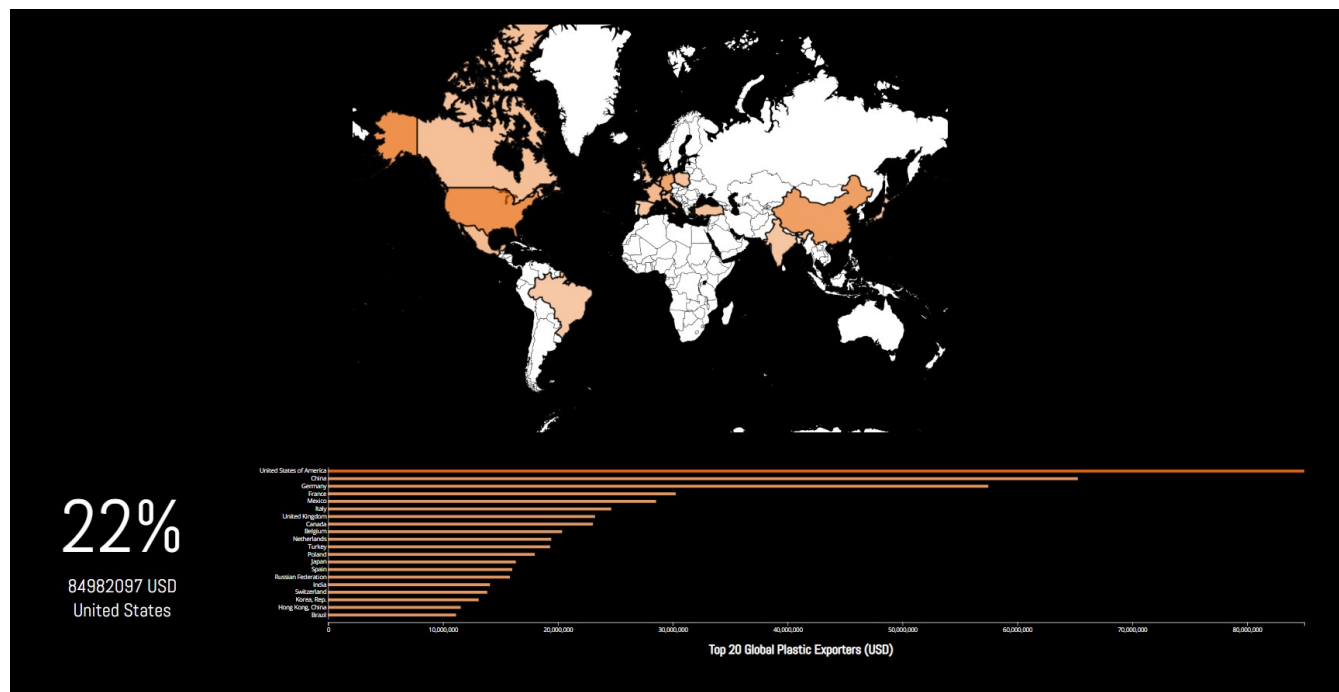 United States of America
China
Germany
France
Mexico
Italy
United Kingdom
Canada
Belgium
Netherlands
Turkey
Poland
Japan
Spain
Russian Federation
India
Switzerland
Korea, Rep.
Hong Kong, China
Brazil
0 10,000,000 20,000,000 30,000,000 40,000,000 50,000,000 60,000,000 70,000,000 80,000,000
Top 20 Global Plastic Exporters (USD)
22%
84982097 USD
United States